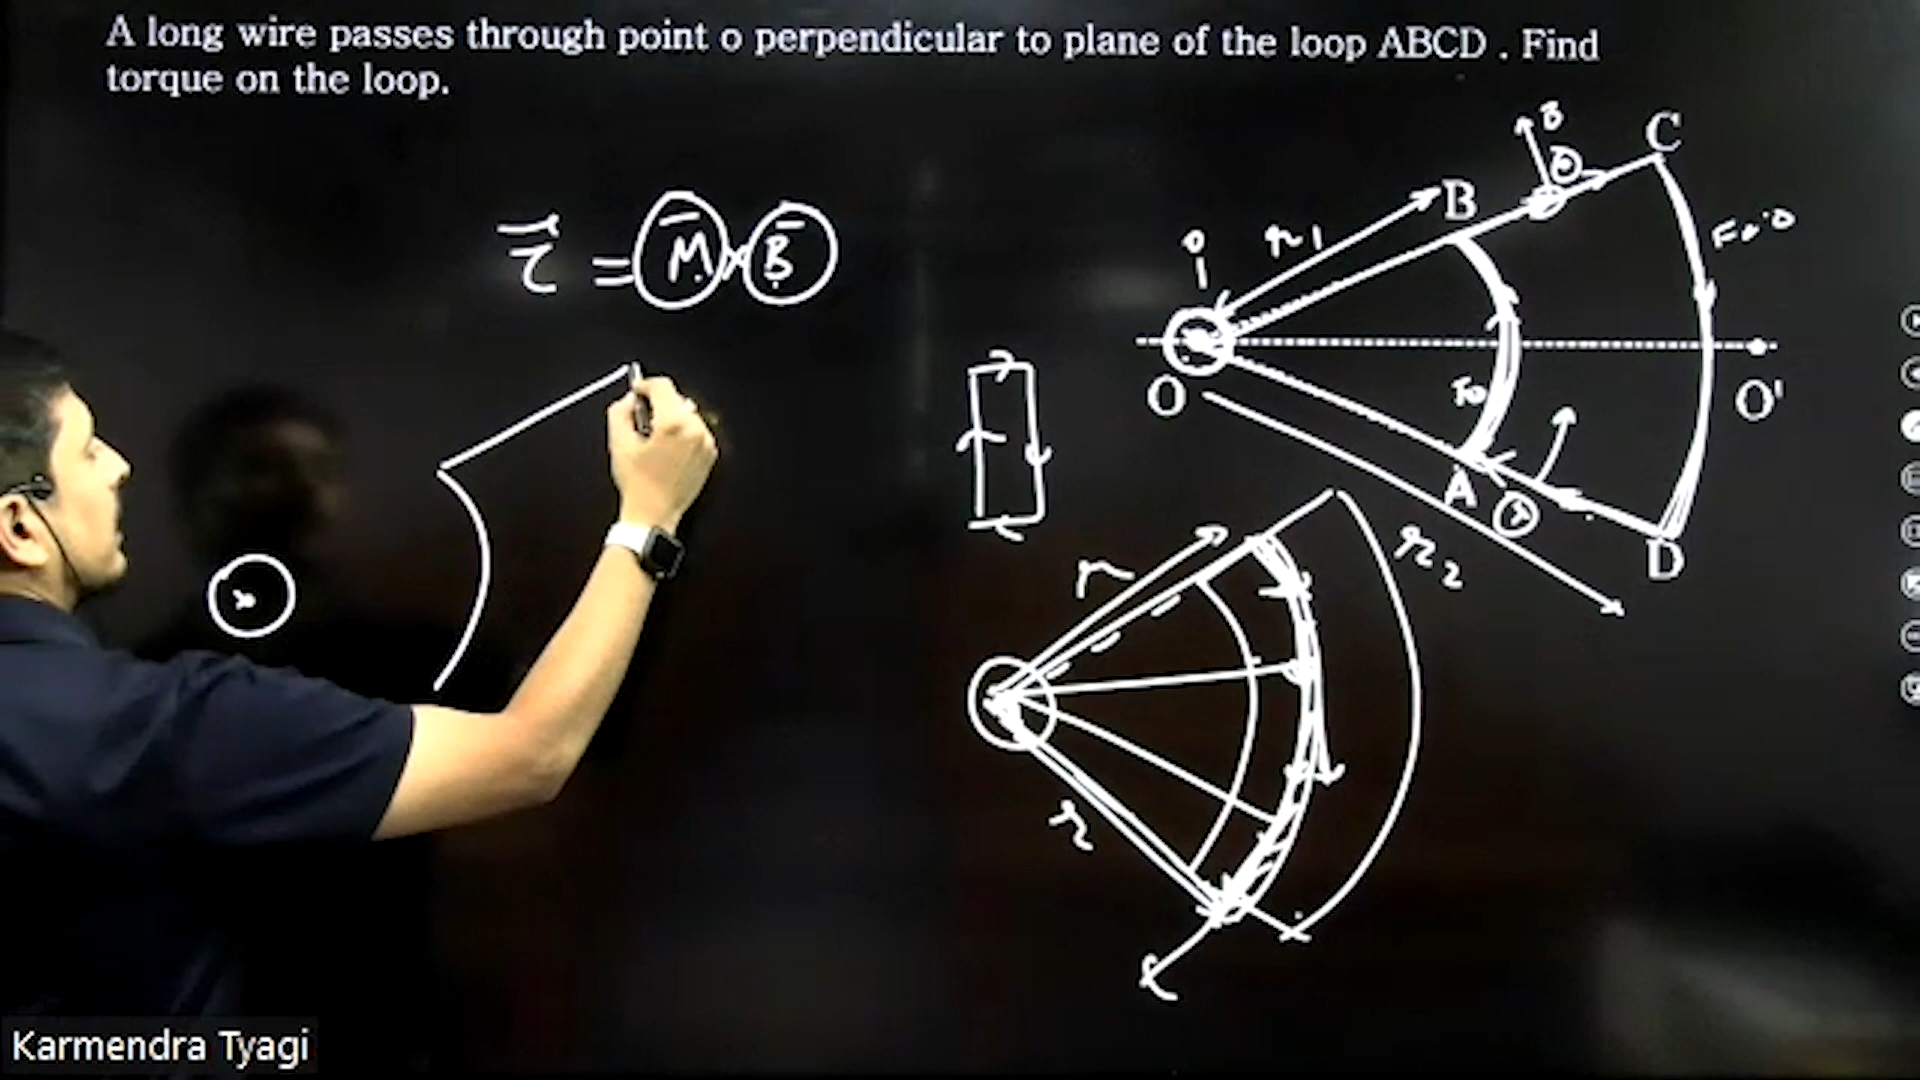 A long wire passes through point o perpendicular to plane of the loop ABCD . Find
torque on the loop.
τ = M × B
B
C
B
r₁
i
F=0
O
O'
A
D
r₂
r
r
Karmendra Tyagi